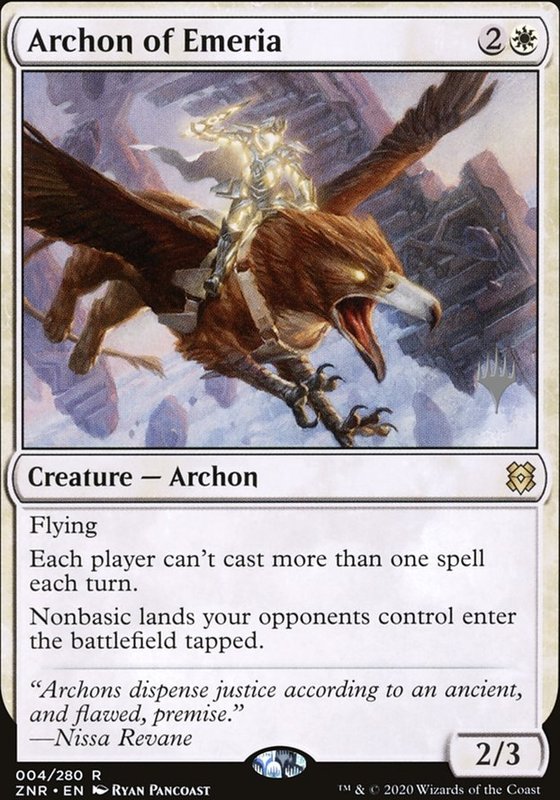 Archon of Emeria 2
Creature — Archon
Flying
Each player can't cast more than one spell
each turn.
Nonbasic lands your opponents control enter
the battlefield tapped.
“Archons dispense justice according to an ancient,
and flawed, premise.”
—Nissa Revane
2/3
004/280 R
ZNR • EN Ryan Pancoast
™ & © 2020 Wizards of the Coast